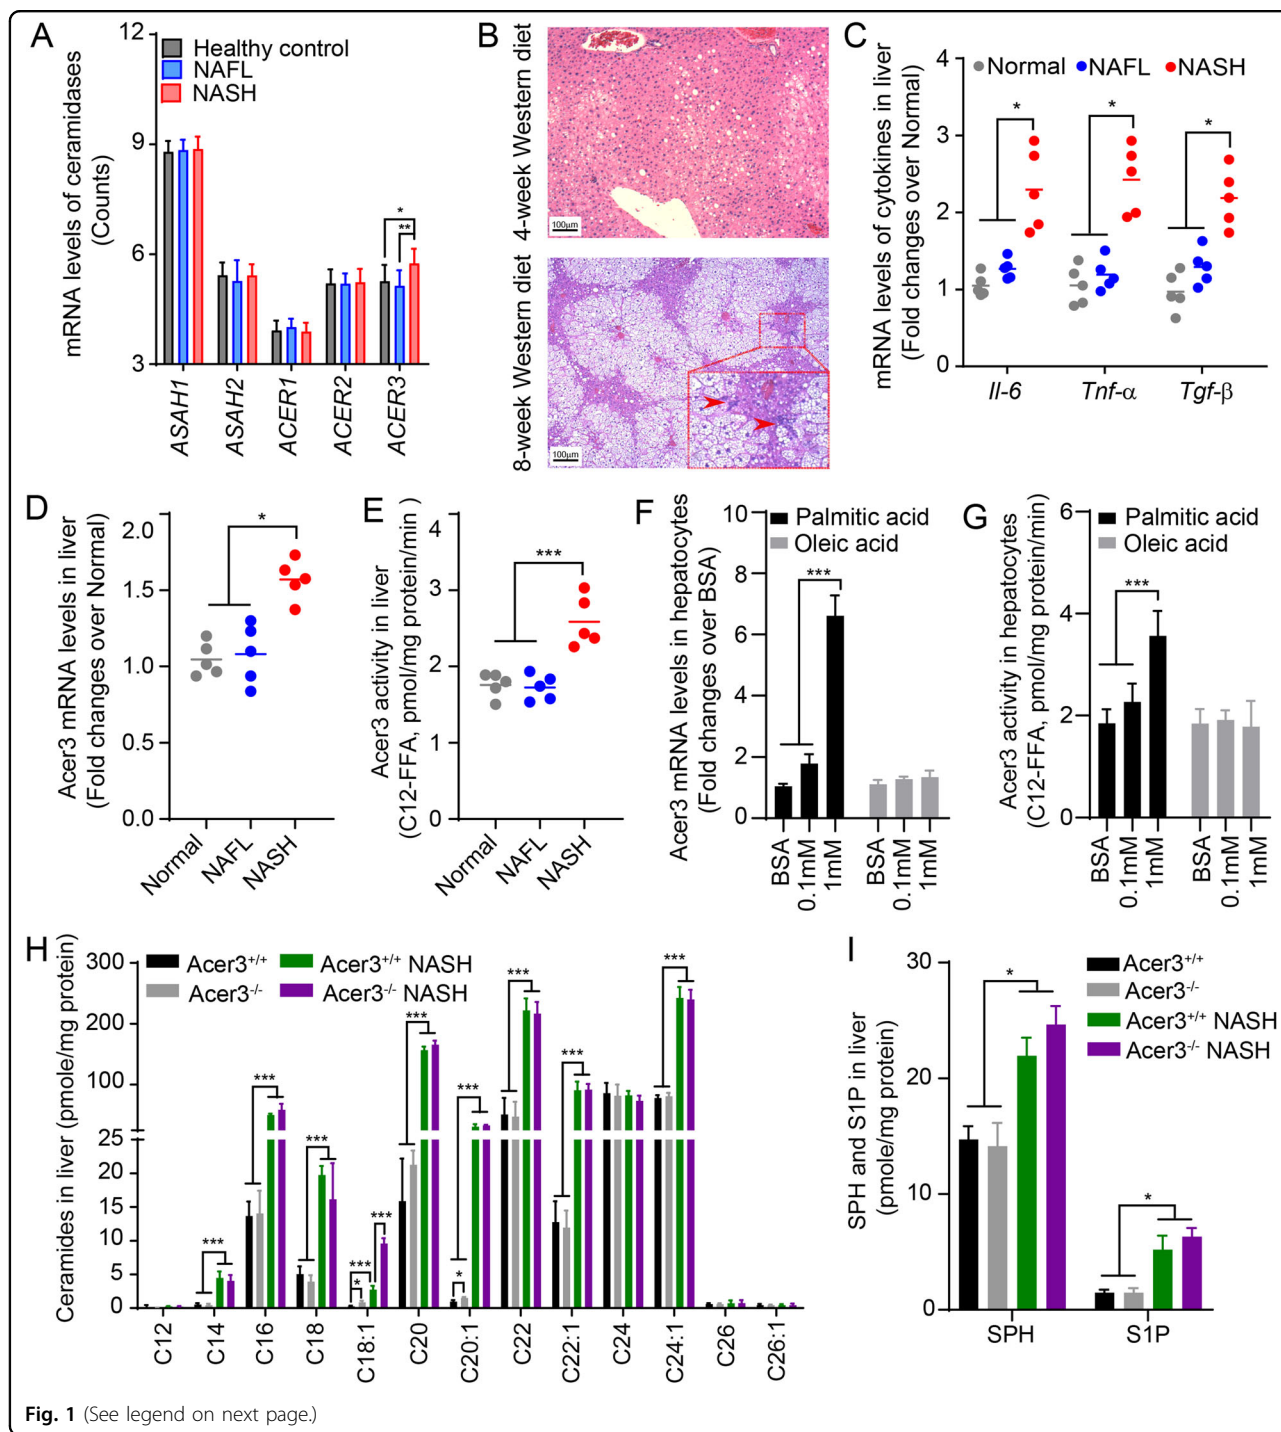 A
mRNA levels of ceramidases
(Counts)
12
9
6
3
Healthy control
NAFL
NASH
*
**
ASAH1
ASAH2
ACER1
ACER2
ACER3
B
4-week Western diet
100μm
8-week Western diet
100μm
C
mRNA levels of cytokines in liver
(Fold changes over Normal)
Normal NAFL NASH
4
3
2
1
0
*
*
*
Il-6 Tnf-α Tgf-β
D
Acer3 mRNA levels in liver
(Fold changes over Normal)
2.0
1.5
1.0
0.5
0.0
*
Normal
NAFL
NASH
E
Acer3 activity in liver
(C12-FFA, pmol/mg protein/min )
4
3
2
1
0
***
Normal
NAFL
NASH
F
Acer3 mRNA levels in hepatocytes
(Fold changes over BSA)
10
8
6
4
2
0
Palmitic acid
Oleic acid
***
BSA
0.1mM
1mM
BSA
0.1mM
1mM
G
Acer3 activity in hepatocytes
(C12-FFA, pmol/mg protein/min)
6
4
2
0
Palmitic acid
Oleic acid
***
BSA
0.1mM
1mM
BSA
0.1mM
1mM
H
Ceramides in liver (pmole/mg protein)
300
200
100
25
20
15
10
5
0
Acer3+/+ Acer3+/+ NASH
Acer3-/- Acer3-/- NASH
***
***
***
***
*
***
***
***
*
***
***
***
C12
C14
C16
C18
C18:1
C20
C20:1
C22
C22:1
C24
C24:1
C26
C26:1
I
SPH and S1P in liver
(pmole/mg protein)
30
20
10
0
Acer3+/+
Acer3-/-
Acer3+/+ NASH
Acer3-/- NASH
*
*
SPH S1P
Fig. 1 (See legend on next page.)